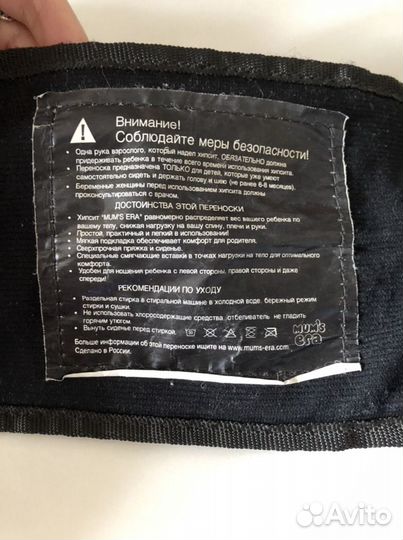 Внимание!
Соблюдайте меры безопасности!
• Одна рука взрослого, который надел хипсит, ОБЯЗАТЕЛЬНО должна
придерживать ребенка в течение всего времени использования хипсита.
• Переноска предназначена ТОЛЬКО для детей, которые уже умеют
самостоятельно сидеть и держать голову и шею (не ранее 6-8 месяцев).
• Беременные женщины перед использованием хипсита должны
проконсультироваться с врачом.
ДОСТОИНСТВА ЭТОЙ ПЕРЕНОСКИ
• Хипсит "MUM'S ERA" равномерно распределяет вес вашего ребенка по
вашему телу, снижая нагрузку на вашу спину, плечи и руки.
• Простой, практичный и легкий в использовании!
• Мягкая подкладка обеспечивает комфорт для родителя.
• Сверхпрочная пряжка и сиденье.
• Специальные смягчающие вставки в точках нагрузки на тело для оптимального
комфорта.
• Удобен для ношения ребенка с левой стороны, правой стороны и даже
спереди!
РЕКОМЕНДАЦИИ ПО УХОДУ
• Раздельная стирка в стиральной машине в холодной воде, бережный режим
стирки и сушки.
• Не использовать хлорсодержащие средства, отбеливатель, не гладить
горячим утюгом.
• Вынуть сиденье перед стиркой.
MUM'S
era
Больше информации об этой переноске ищите на www.mums-era.com
Сделано в России.
Avito